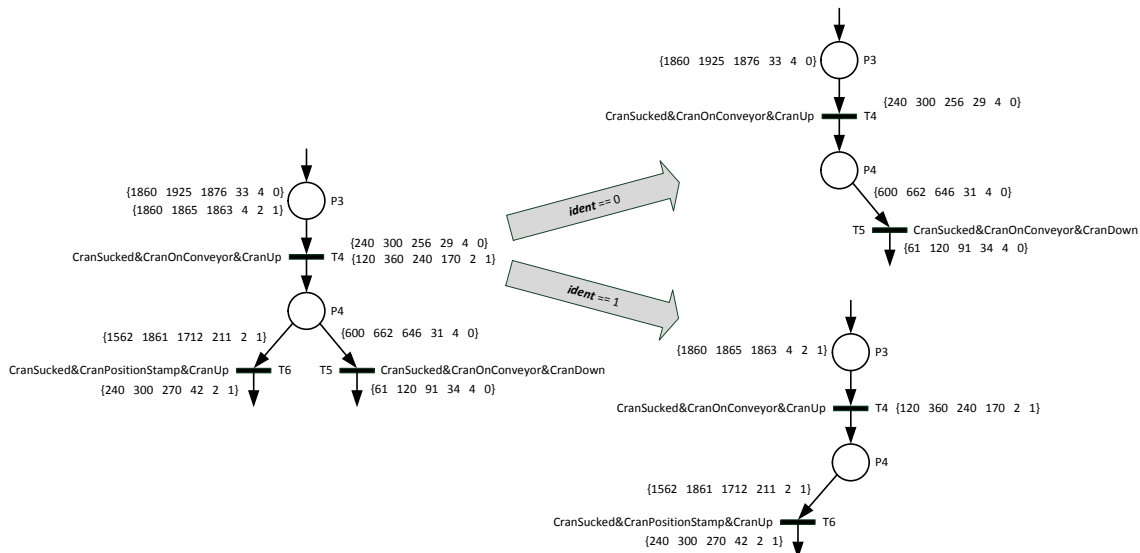 {1860 1925 1876 33 4 0}
{1860 1865 1863 4 2 1}
P3
CranSucked&CranOnConveyor&CranUp
T4
{240 300 256 29 4 0}
{120 360 240 170 2 1}
P4
{1562 1861 1712 211 2 1}
{600 662 646 31 4 0}
CranSucked&CranPositionStamp&CranUp
T6
T5
CranSucked&CranOnConveyor&CranDown
{240 300 270 42 2 1}
{61 120 91 34 4 0}
ident == 0
ident == 1
{1860 1925 1876 33 4 0}
P3
{240 300 256 29 4 0}
CranSucked&CranOnConveyor&CranUp
T4
P4
{600 662 646 31 4 0}
T5
CranSucked&CranOnConveyor&CranDown
{61 120 91 34 4 0}
{1860 1865 1863 4 2 1}
P3
CranSucked&CranOnConveyor&CranUp
T4
{120 360 240 170 2 1}
P4
{1562 1861 1712 211 2 1}
CranSucked&CranPositionStamp&CranUp
T6
{240 300 270 42 2 1}